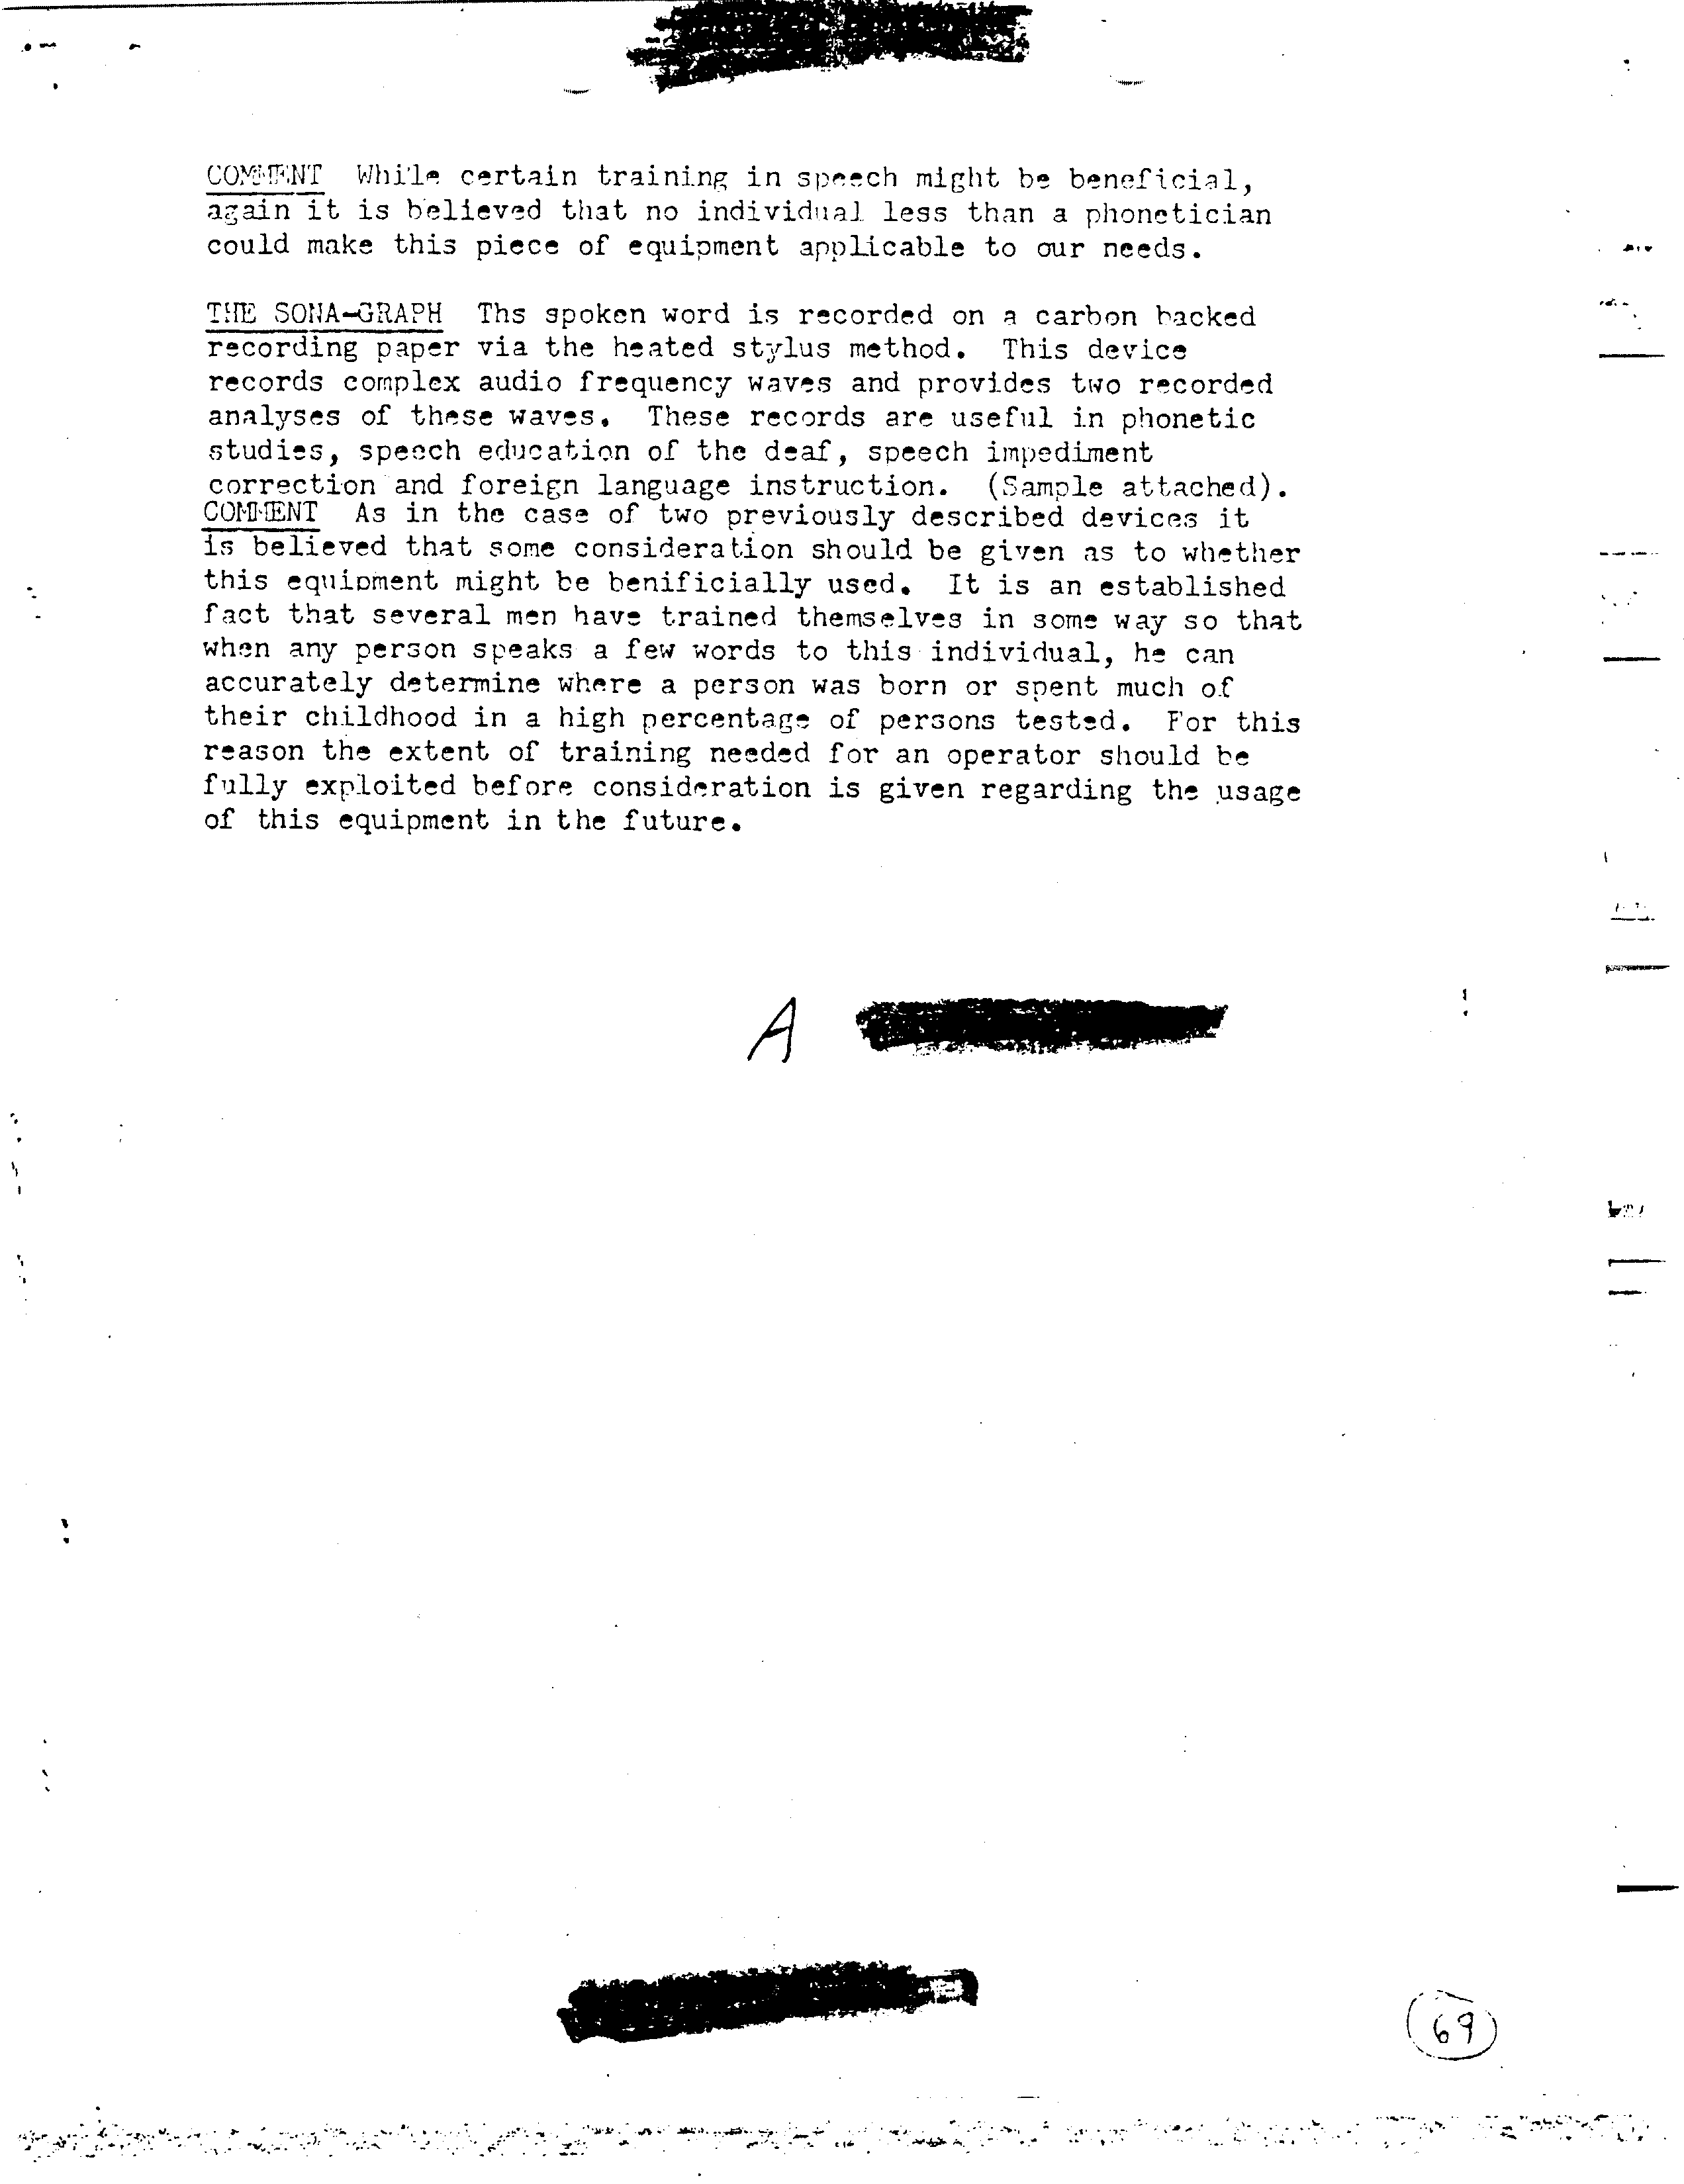 COMMENT While certain training in speech might be beneficial,
again it is believed that no individual less than a phonetician
could make this piece of equipment applicable to our needs.
THE SONA-GRAPH Ths spoken word is recorded on a carbon backed
recording paper via the heated stylus method. This device
records complex audio frequency waves and provides two recorded
analyses of these waves. These records are useful in phonetic
studies, speech education of the deaf, speech impediment
correction and foreign language instruction. (Sample attached).
COMMENT As in the case of two previously described devices it
is believed that some consideration should be given as to whether
this equipment might be benificially used. It is an established
fact that several men have trained themselves in some way so that
when any person speaks a few words to this individual, he can
accurately determine where a person was born or spent much of
their childhood in a high percentage of persons tested. For this
reason the extent of training needed for an operator should be
fully exploited before consideration is given regarding the usage
of this equipment in the future.
A
69